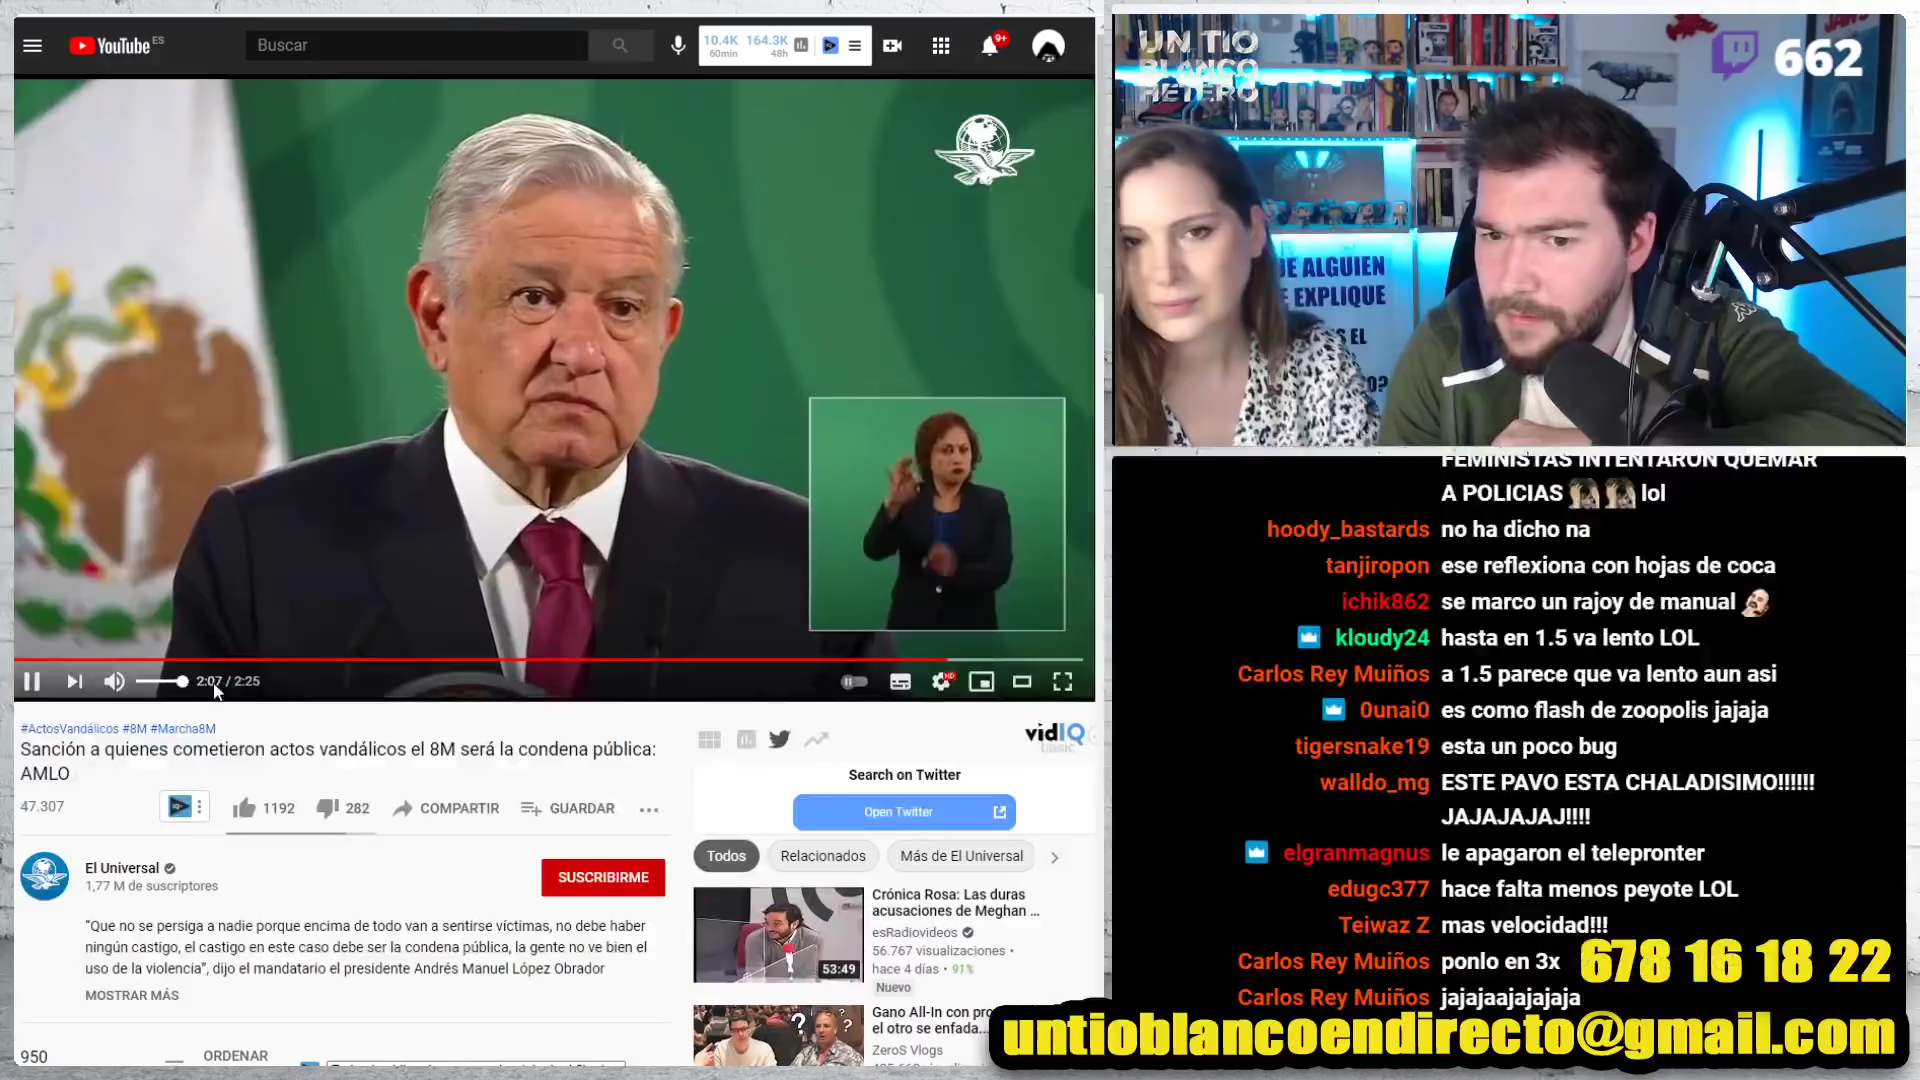 YouTube ES
Buscar
10.4K 164.3K
60min 48h
9+
2:07 / 2:25
HD
#ActosVandálicos #8M #Marcha8M
Sanción a quienes cometieron actos vandálicos el 8M será la condena pública:
AMLO
47.307
1192
282
COMPARTIR
GUARDAR
El Universal
1,77 M de suscriptores
SUSCRIBIRME
"Que no se persiga a nadie porque encima de todo van a sentirse víctimas, no debe haber
ningún castigo, el castigo en este caso debe ser la condena pública, la gente no ve bien el
uso de la violencia", dijo el mandatario el presidente Andrés Manuel López Obrador
MOSTRAR MÁS
950
ORDENAR
vidIQ
basic
Search on Twitter
Open Twitter
Todos
Relacionados
Más de El Universal
53:49
Crónica Rosa: Las duras
acusaciones de Meghan ...
esRadiovideos
56.767 visualizaciones •
hace 4 días • 91%
Nuevo
Gano All-In con pro
el otro se enfada...
ZeroS Vlogs
UN TIO
BLANCO
HETERO
662
ALGUIEN
EXPLIQUE
EL
FEMINISTAS INTENTARON QUEMAR
A POLICIAS lol
hoody_bastards no ha dicho na
tanjiropon ese reflexiona con hojas de coca
ichik862 se marco un rajoy de manual
kloudy24 hasta en 1.5 va lento LOL
Carlos Rey Muiños a 1.5 parece que va lento aun asi
0unai0 es como flash de zoopolis jajaja
tigersnake19 esta un poco bug
walldo_mg ESTE PAVO ESTA CHALADISIMO!!!!!!
JAJAJAJAJ!!!!
elgranmagnus le apagaron el telepronter
edugc377 hace falta menos peyote LOL
Teiwaz Z mas velocidad!!!
Carlos Rey Muiños ponlo en 3x
Carlos Rey Muiños jajajaajajajaja
678 16 18 22
untioblancoendirecto@gmail.com